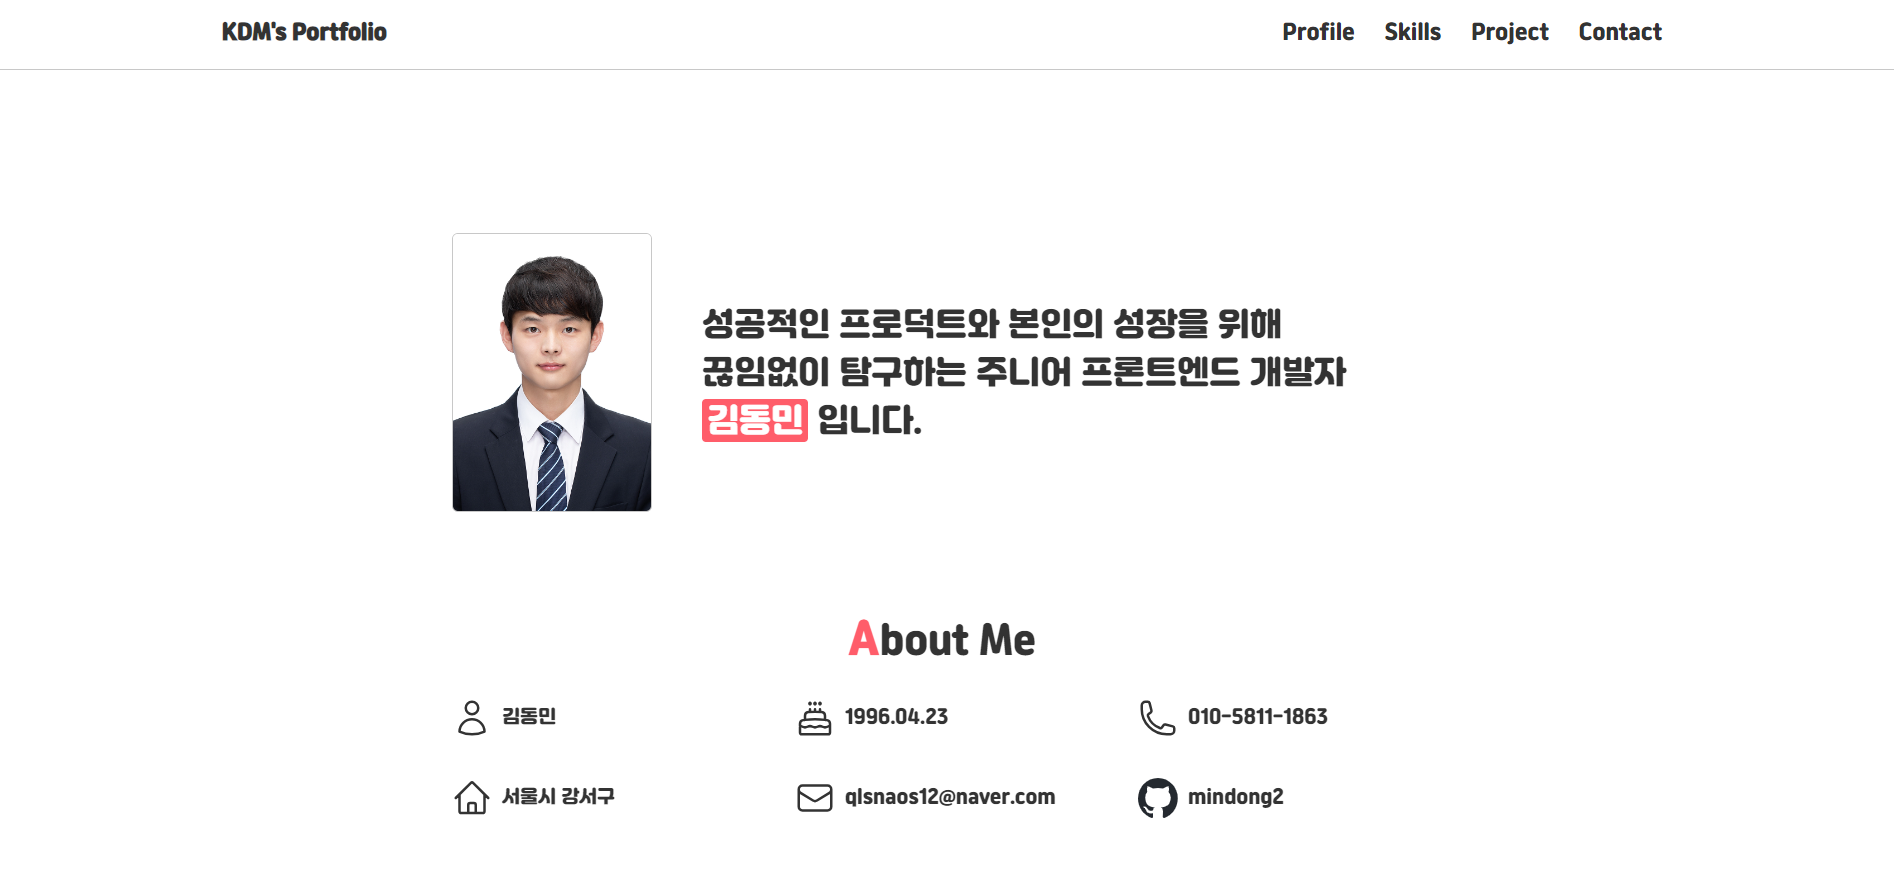 KDM's Portfolio
Profile Skills Project Contact
성공적인 프로덕트와 본인의 성장을 위해
끊임없이 탐구하는 주니어 프론트엔드 개발자
김동민 입니다.
About Me
김동민
1996.04.23
010-5811-1863
서울시 강서구
qlsnaos12@naver.com
mindong2